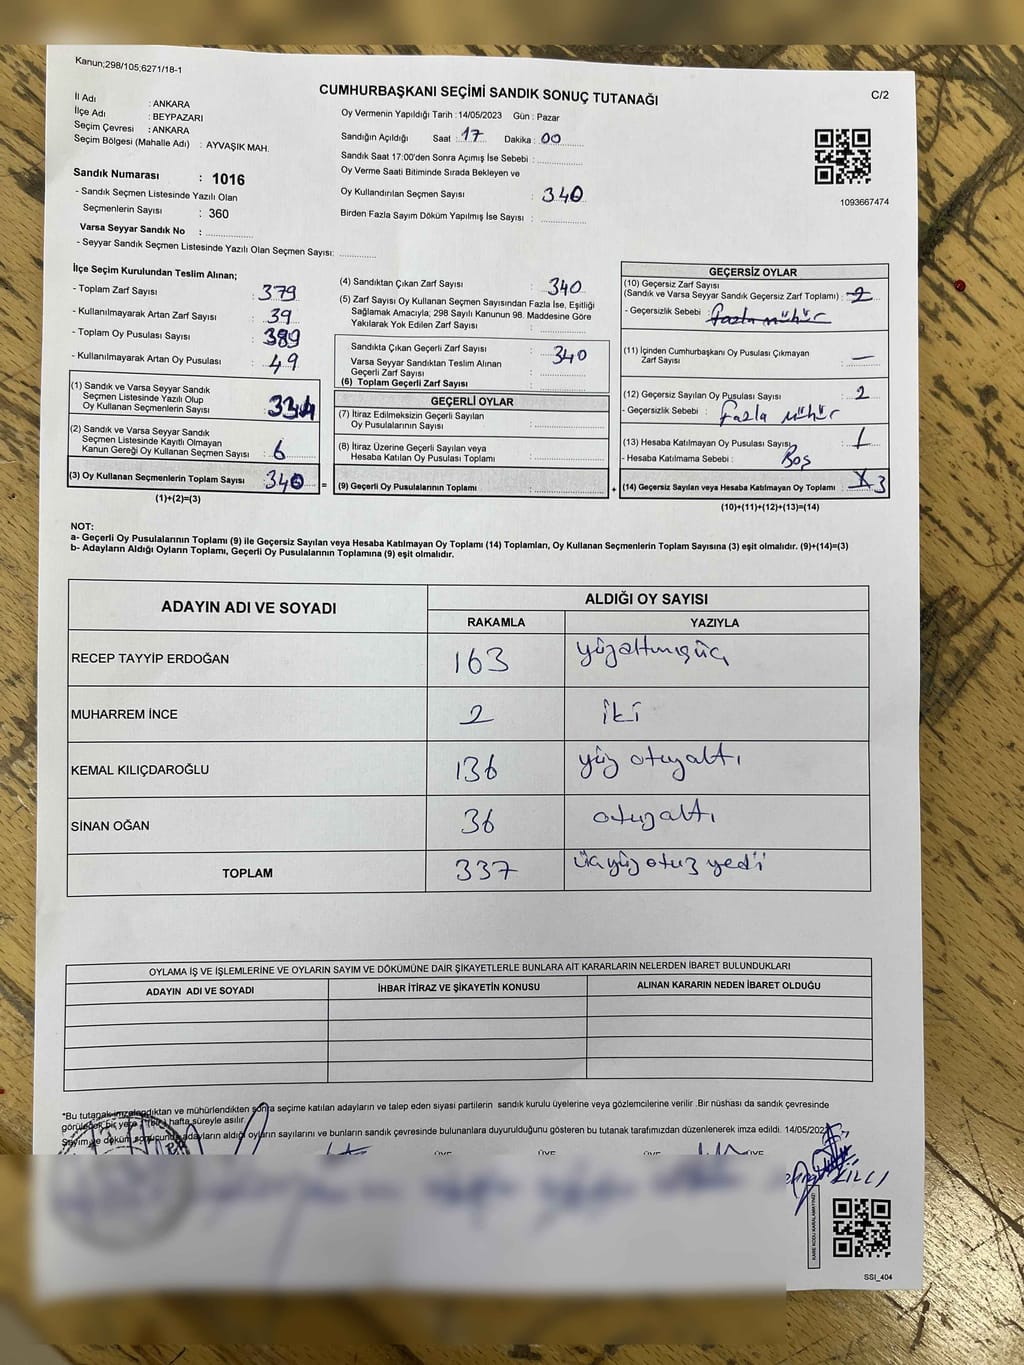 Kanun;298/105;6271/18-1
CUMHURBAŞKANI SEÇİMİ SANDIK SONUÇ TUTANAĞI
C/2
İl Adı : ANKARA
İlçe Adı : BEYPAZARI
Seçim Çevresi : ANKARA
Seçim Bölgesi (Mahalle Adı) : AYVAŞIK MAH.
Sandık Numarası : 1016
- Sandık Seçmen Listesinde Yazılı Olan
Seçmenlerin Sayısı : 360
Varsa Seyyar Sandık No : ............
- Seyyar Sandık Seçmen Listesinde Yazılı Olan Seçmen Sayısı: ............
Oy Vermenin Yapıldığı Tarih : 14/05/2023 Gün : Pazar
Sandığın Açıldığı Saat : 17 Dakika : 00
Sandık Saat 17:00'den Sonra Açımış İse Sebebi : ............
Oy Verme Saati Bitiminde Sırada Bekleyen ve
Oy Kullandırılan Seçmen Sayısı : 340
Birden Fazla Sayım Döküm Yapılmış İse Sayısı : ............
1093667474
İlçe Seçim Kurulundan Teslim Alınan;
- Toplam Zarf Sayısı : 379
- Kullanılmayarak Artan Zarf Sayısı : 39
- Toplam Oy Pusulası Sayısı : 389
- Kullanılmayarak Artan Oy Pusulası : 49
(1) Sandık ve Varsa Seyyar Sandık
Seçmen Listesinde Yazılı Olup
Oy Kullanan Seçmenlerin Sayısı : 334
(2) Sandık ve Varsa Seyyar Sandık
Seçmen Listesinde Kayıtlı Olmayan
Kanun Gereği Oy Kullanan Seçmen Sayısı : 6
(3) Oy Kullanan Seçmenlerin Toplam Sayısı : 340
(1)+(2)=(3)
(4) Sandıktan Çıkan Zarf Sayısı : 340
(5) Zarf Sayısı Oy Kullanan Seçmen Sayısından Fazla İse, Eşitliği
Sağlamak Amacıyla; 298 Sayılı Kanunun 98. Maddesine Göre
Yakılarak Yok Edilen Zarf Sayısı : ............
Sandıkta Çıkan Geçerli Zarf Sayısı : 340
Varsa Seyyar Sandıktan Teslim Alınan
Geçerli Zarf Sayısı : ............
(6) Toplam Geçerli Zarf Sayısı : ............
GEÇERLİ OYLAR
(7) İtiraz Edilmeksizin Geçerli Sayılan
Oy Pusulalarının Sayısı : ............
(8) İtiraz Üzerine Geçerli Sayılan veya
Hesaba Katılan Oy Pusulası Toplamı : ............
= (9) Geçerli Oy Pusulalarının Toplamı : ............ +
GEÇERSİZ OYLAR
(10) Geçersiz Zarf Sayısı
(Sandık ve Varsa Seyyar Sandık Geçersiz Zarf Toplamı) : 2
- Geçersizlik Sebebi : fazla mühür
(11) İçinden Cumhurbaşkanı Oy Pusulası Çıkmayan
Zarf Sayısı : —
(12) Geçersiz Sayılan Oy Pusulası Sayısı : 2
- Geçersizlik Sebebi : fazla mühür
(13) Hesaba Katılmayan Oy Pusulası Sayısı : 1
- Hesaba Katılmama Sebebi : Boş
(14) Geçersiz Sayılan veya Hesaba Katılmayan Oy Toplamı : 3
(10)+(11)+(12)+(13)=(14)
NOT:
a- Geçerli Oy Pusulalarının Toplamı (9) ile Geçersiz Sayılan veya Hesaba Katılmayan Oy Toplamı (14) Toplamları, Oy Kullanan Seçmenlerin Toplam Sayısına (3) eşit olmalıdır. (9)+(14)=(3)
b- Adayların Aldığı Oyların Toplamı, Geçerli Oy Pusulalarının Toplamına (9) eşit olmalıdır.
ADAYIN ADI VE SOYADI ALDIĞI OY SAYISI
RAKAMLA YAZIYLA
RECEP TAYYİP ERDOĞAN 163 yüzaltmışüç
MUHARREM İNCE 2 iki
KEMAL KILIÇDAROĞLU 136 yüz otuzaltı
SİNAN OĞAN 36 otuzaltı
TOPLAM 337 üçyüz otuz yedi
OYLAMA İŞ VE İŞLEMLERİNE VE OYLARIN SAYIM VE DÖKÜMÜNE DAİR ŞİKAYETLERLE BUNLARA AİT KARARLARIN NELERDEN İBARET BULUNDUKLARI
ADAYIN ADI VE SOYADI İHBAR İTİRAZ VE ŞİKAYETİN KONUSU ALINAN KARARIN NEDEN İBARET OLDUĞU
*Bu tutanak imzalandıktan ve mühürlendikten sonra seçime katılan adayların ve talep eden siyasi partilerin sandık kurulu üyelerine veya gözlemcilerine verilir .Bir nüshası da sandık çevresinde
görülecek bir yere, 1 (bir) hafta süreyle asılır.
Sayım ve döküm sonucunda adayların aldığı oyların sayılarını ve bunların sandık çevresinde bulunanlara duyurulduğunu gösteren bu tutanak tarafımızdan düzenlenerek imza edildi. 14/05/2023
ÜYE ÜYE ÜYE ÜYE
KARE KODU KARALAMAYINIZ!
SSI_404